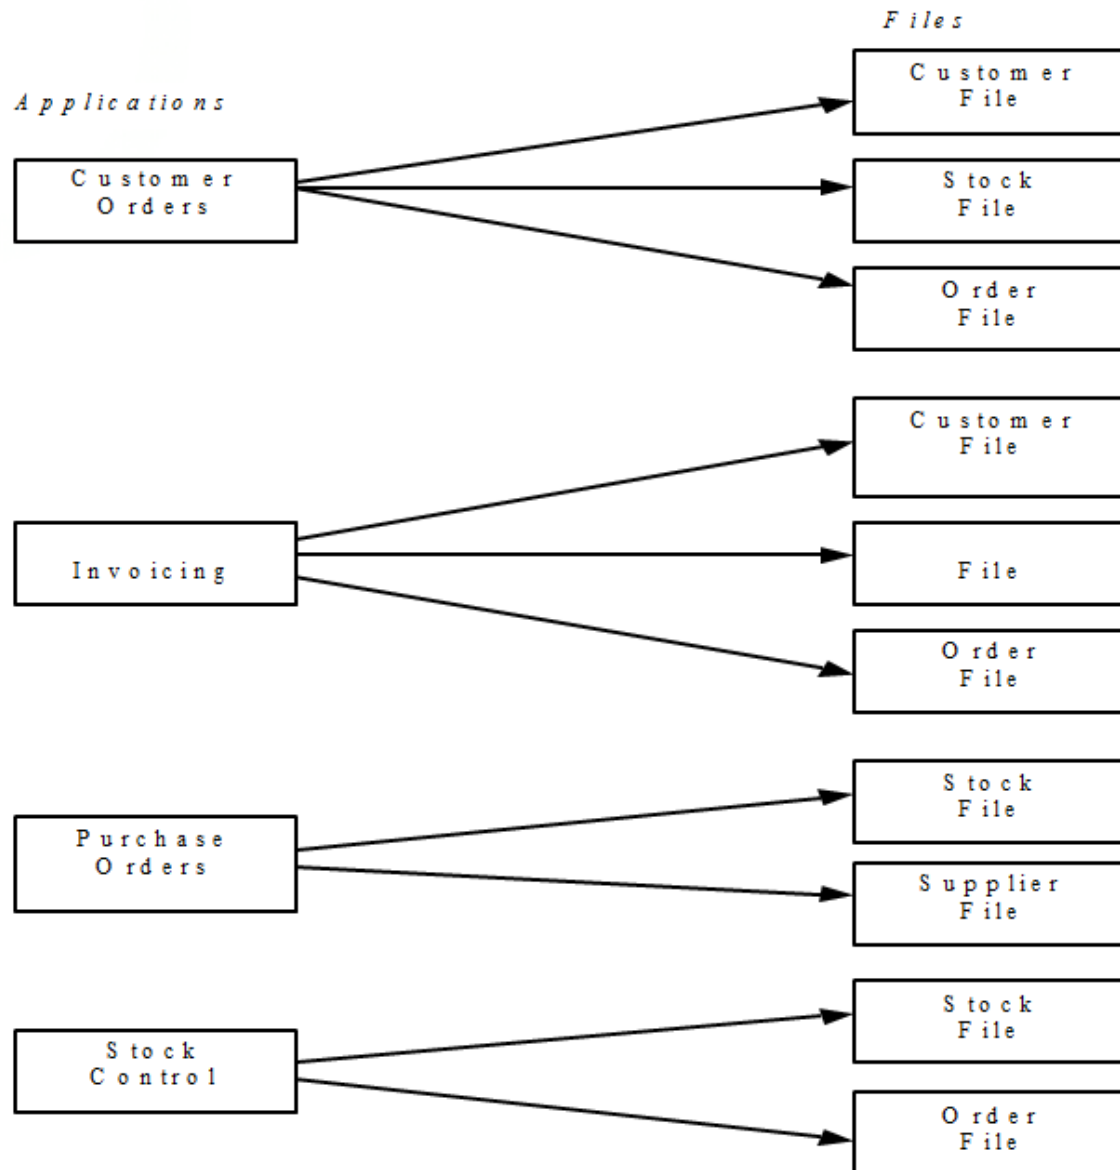 Files
Customer
File
Applications
Customer
Orders
Stock
File
Order
File
Customer
File
Invoicing
File
Order
File
Purchase
Orders
Stock
File
Supplier
File
Stock
Control
Stock
File
Order
File